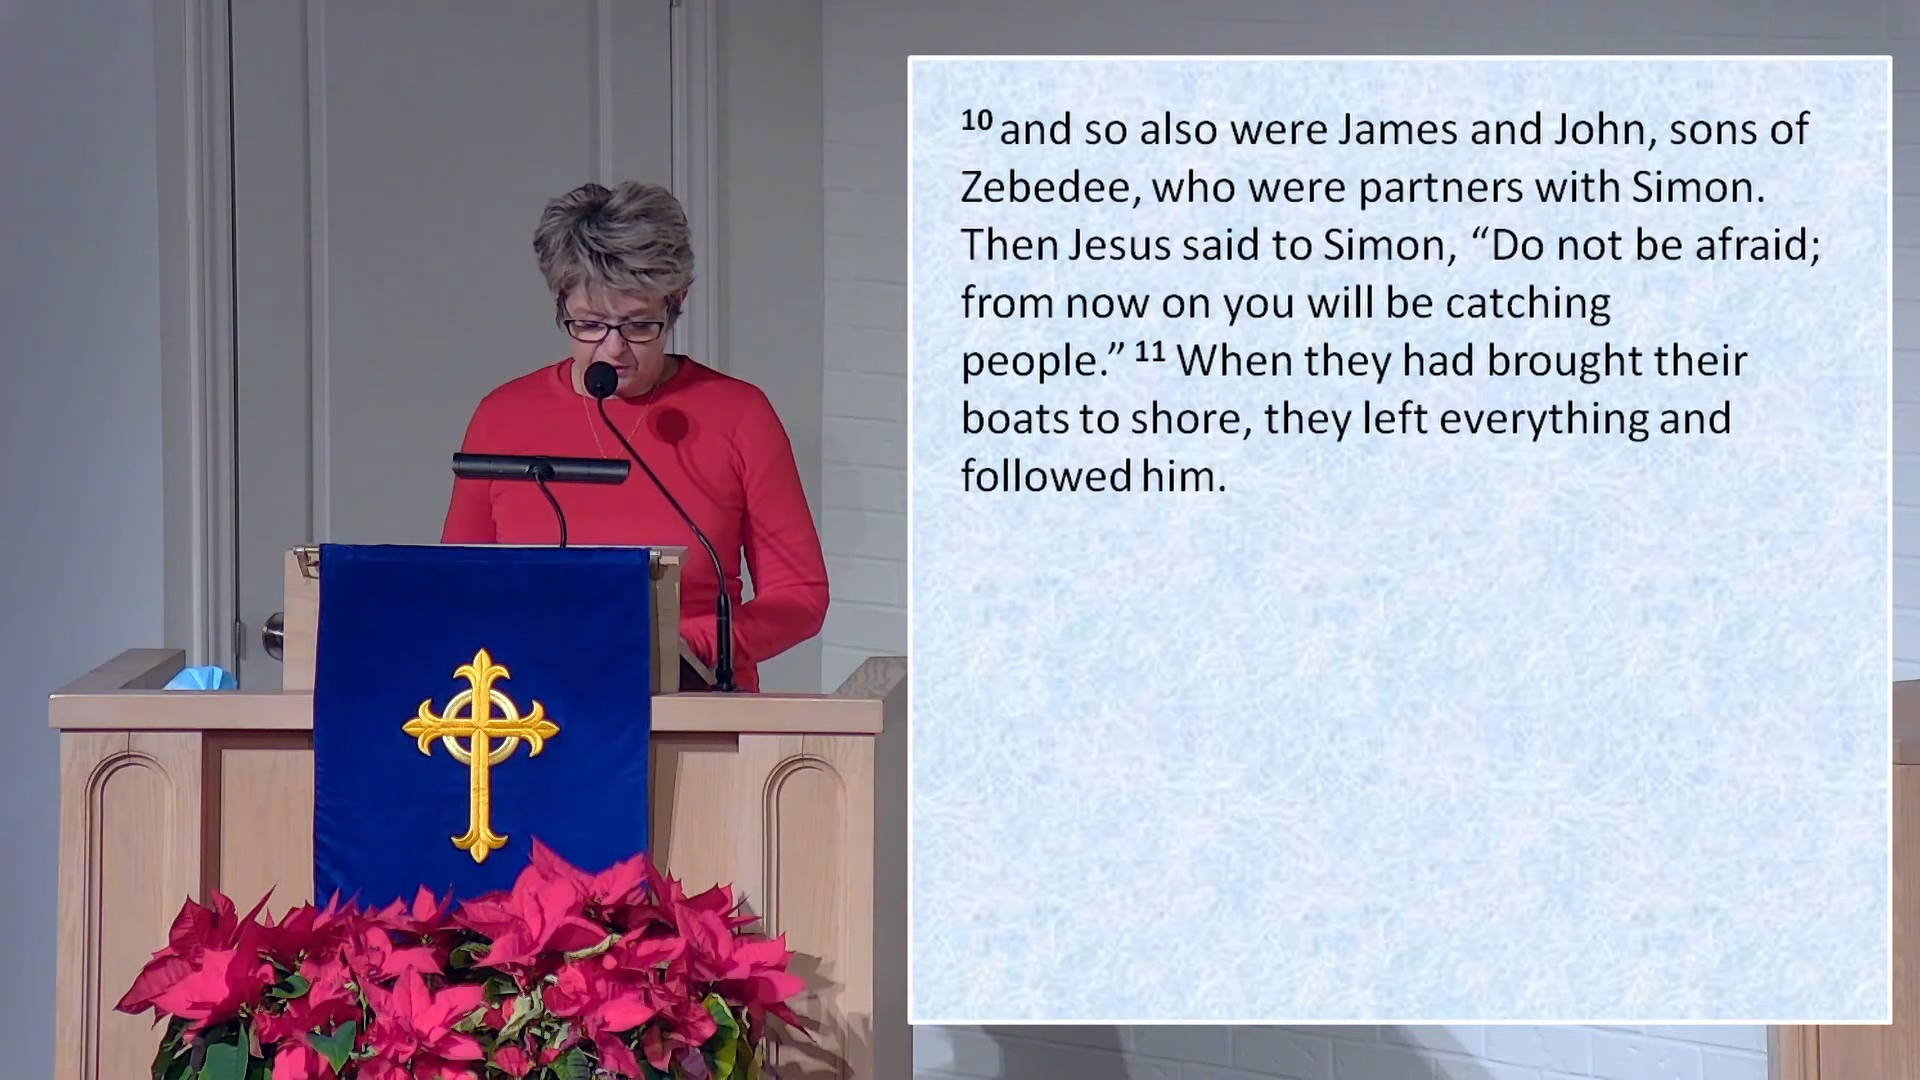 10 and so also were James and John, sons of
Zebedee, who were partners with Simon.
Then Jesus said to Simon, “Do not be afraid;
from now on you will be catching
people.” 11 When they had brought their
boats to shore, they left everything and
followed him.